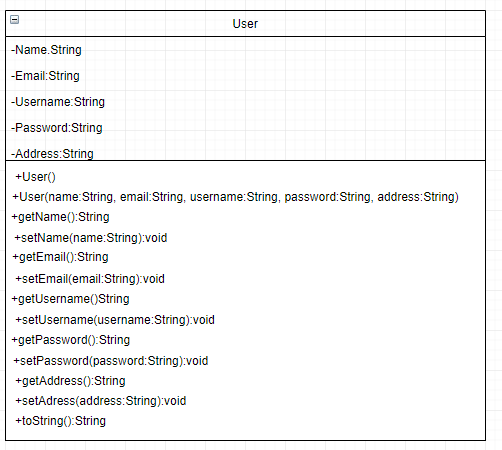 User
-Name.String
-Email:String
-Username:String
-Password:String
-Address:String
+User()
+User(name:String, email:String, username:String, password:String, address:String)
+getName():String
+setName(name:String):void
+getEmail():String
+setEmail(email:String):void
+getUsername()String
+setUsername(username:String):void
+getPassword():String
+setPassword(password:String):void
+getAddress():String
+setAdress(address:String):void
+toString():String